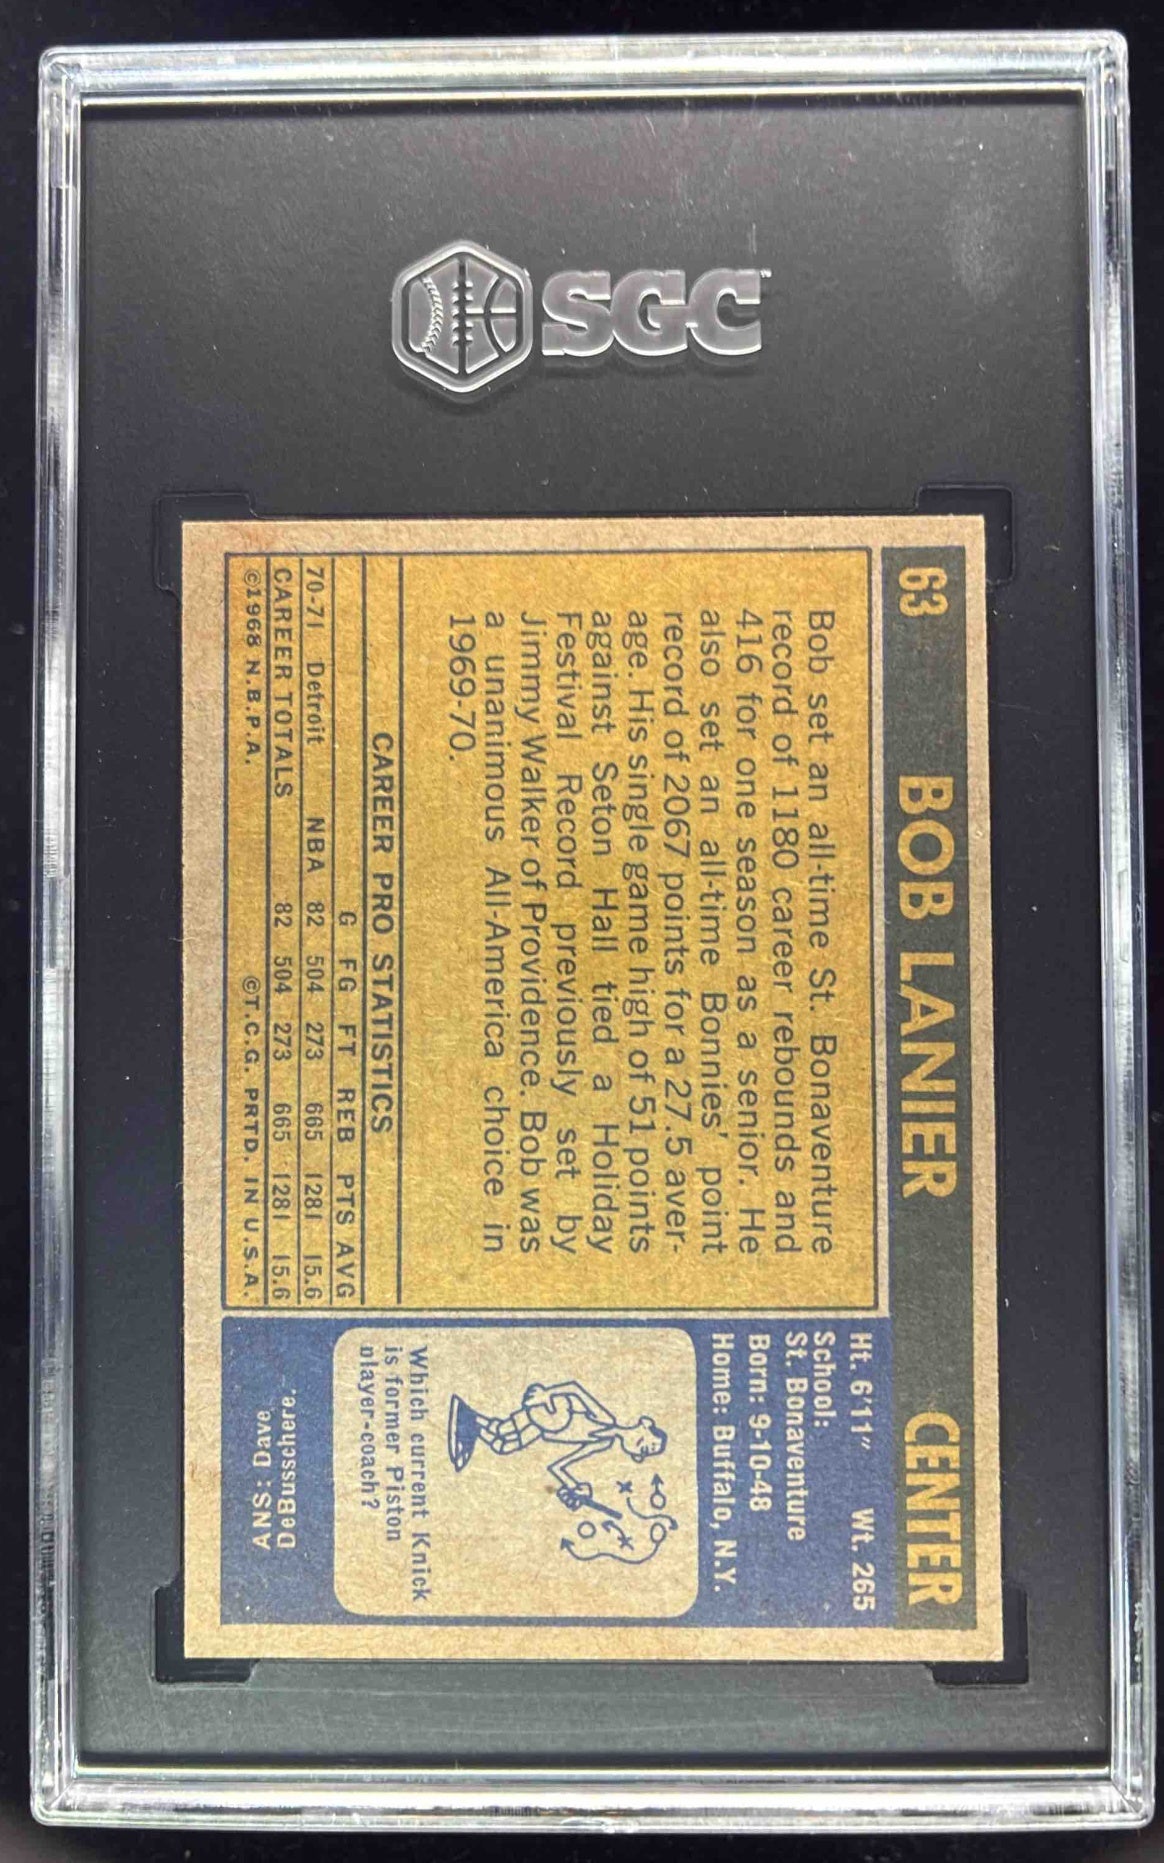 SGC
63 BOB LANIER CENTER
Bob set an all-time St. Bonaventure
record of 1180 career rebounds and
416 for one season as a senior. He
also set an all-time Bonnies' point
record of 2067 points for a 27.5 aver-
age. His single game high of 51 points
against Seton Hall tied a Holiday
Festival Record previously set by
Jimmy Walker of Providence. Bob was
a unanimous All-America choice in
1969-70.
CAREER PRO STATISTICS
G FG FT REB PTS AVG
70-71 Detroit NBA 82 504 273 665 1281 15.6
CAREER TOTALS 82 504 273 665 1281 15.6
©1968 N.B.P.A. ©T.C.G. PRTD. IN U.S.A.
Ht. 6'11" Wt. 265
School:
St. Bonaventure
Born: 9-10-48
Home: Buffalo, N.Y.
Which current Knick
is former Piston
player-coach?
ANS: Dave
DeBusschere.